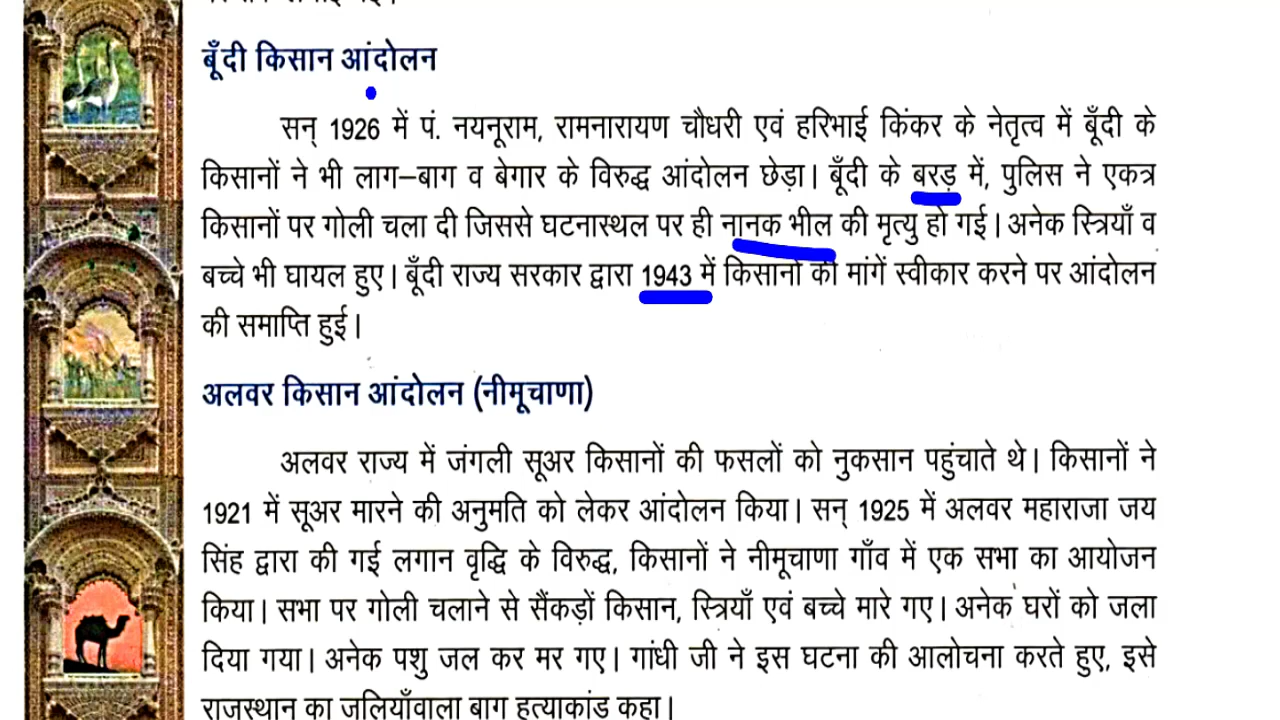 बूँदी किसान आंदोलन
सन् 1926 में पं. नयनूराम, रामनारायण चौधरी एवं हरिभाई किंकर के नेतृत्व में बूँदी के
किसानों ने भी लाग–बाग व बेगार के विरुद्ध आंदोलन छेड़ा। बूँदी के बरड़ में, पुलिस ने एकत्र
किसानों पर गोली चला दी जिससे घटनास्थल पर ही नानक भील की मृत्यु हो गई। अनेक स्त्रियाँ व
बच्चे भी घायल हुए। बूँदी राज्य सरकार द्वारा 1943 में किसानों की मांगें स्वीकार करने पर आंदोलन
की समाप्ति हुई।
अलवर किसान आंदोलन (नीमूचाणा)
अलवर राज्य में जंगली सूअर किसानों की फसलों को नुकसान पहुंचाते थे। किसानों ने
1921 में सूअर मारने की अनुमति को लेकर आंदोलन किया। सन् 1925 में अलवर महाराजा जय
सिंह द्वारा की गई लगान वृद्धि के विरुद्ध, किसानों ने नीमूचाणा गाँव में एक सभा का आयोजन
किया। सभा पर गोली चलाने से सैंकड़ों किसान, स्त्रियाँ एवं बच्चे मारे गए। अनेक घरों को जला
दिया गया। अनेक पशु जल कर मर गए। गांधी जी ने इस घटना की आलोचना करते हुए, इसे
राजस्थान का जलियाँवाला बाग हत्याकांड कहा।